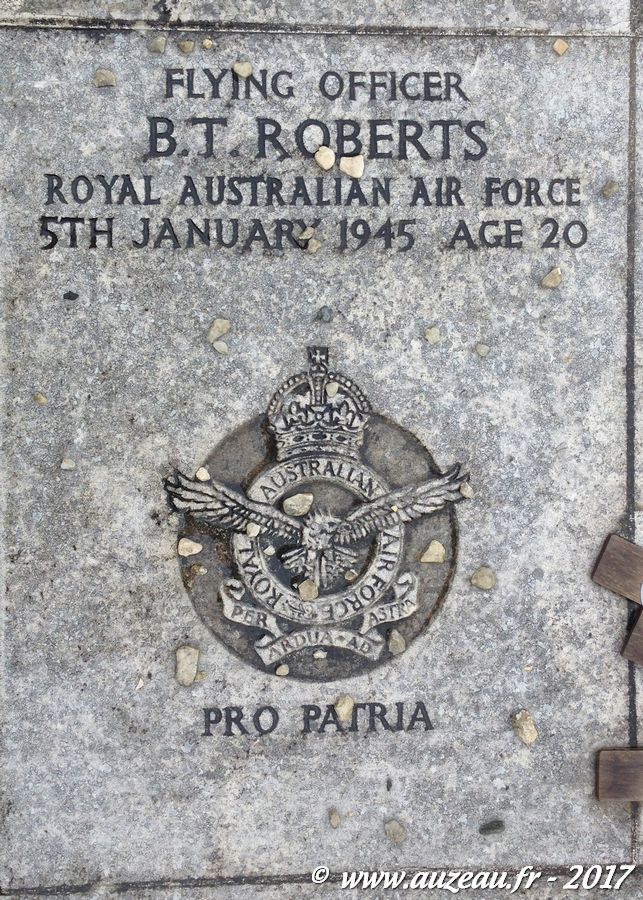 FLYING OFFICER
B.T. ROBERTS
ROYAL AUSTRALIAN AIR FORCE
5TH JANUARY 1945 AGE 20
AUSTRALIAN
ROYAL AIR FORCE
PER ARDUA · AD ASTRA
PRO PATRIA
© www.auzeau.fr - 2017